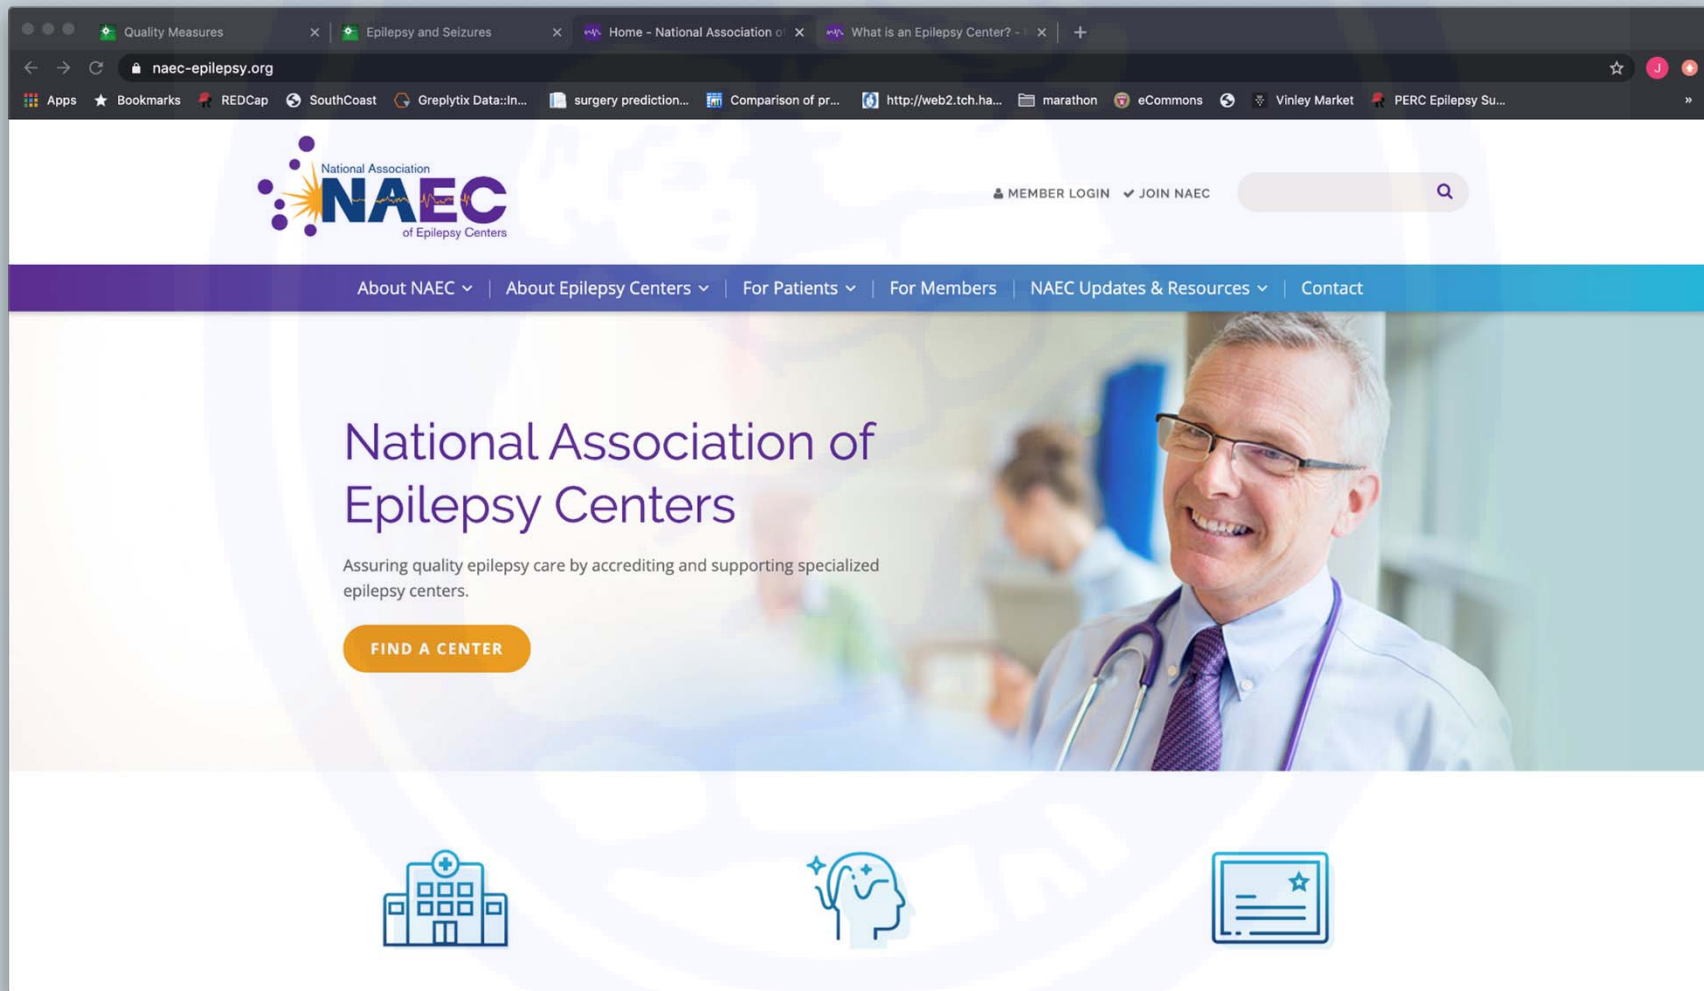 Quality Measures
Epilepsy and Seizures
Home - National Association o
What is an Epilepsy Center? -
naec-epilepsy.org
J
Apps
Bookmarks
REDCap
SouthCoast
Greplytix Data::In...
surgery prediction...
Comparison of pr...
http://web2.tch.ha...
marathon
eCommons
Vinley Market
PERC Epilepsy Su...
»
National Association
NAEC
of Epilepsy Centers
MEMBER LOGIN
JOIN NAEC
About NAEC
About Epilepsy Centers
For Patients
For Members
NAEC Updates & Resources
Contact
National Association of
Epilepsy Centers
Assuring quality epilepsy care by accrediting and supporting specialized
epilepsy centers.
FIND A CENTER